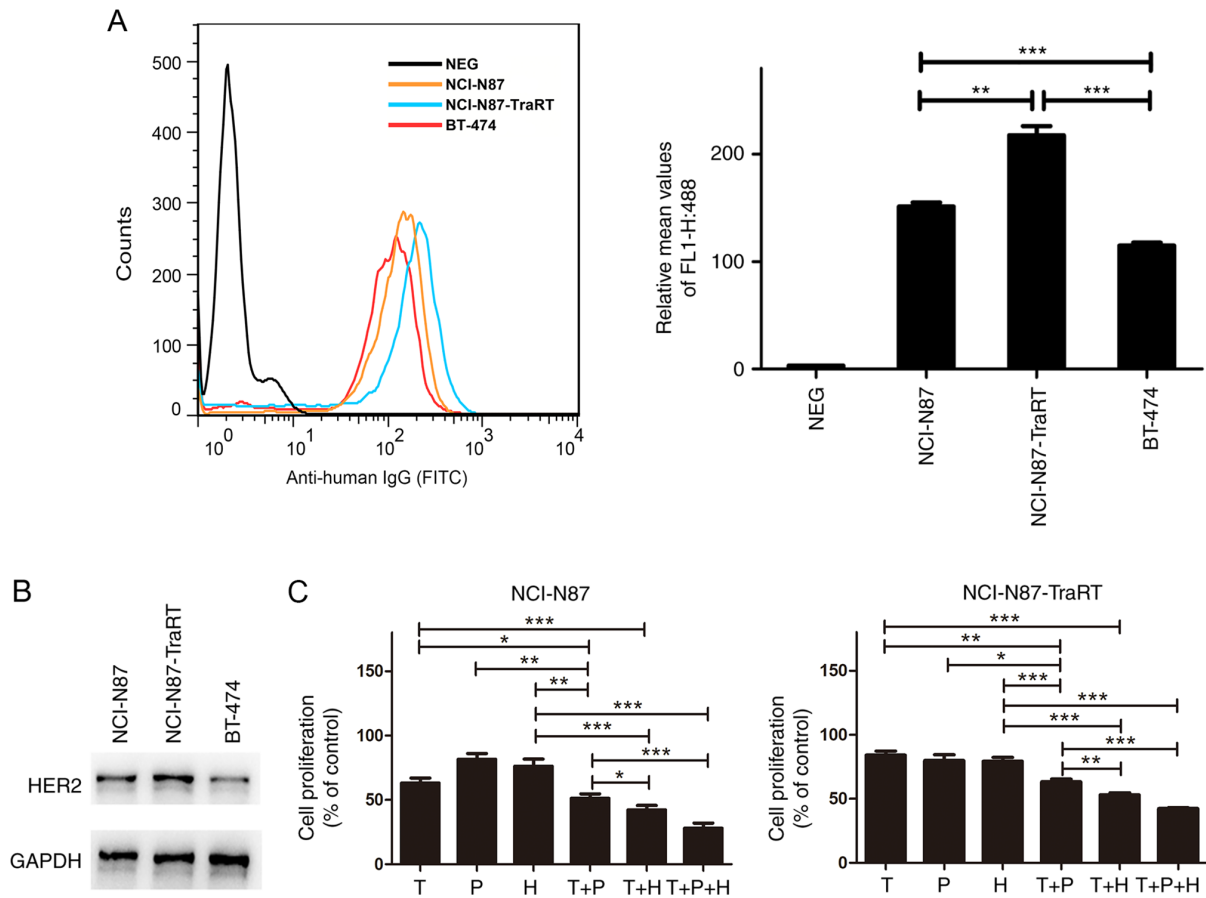 A
500
400
300
200
100
0
Counts
NEG
NCI-N87
NCI-N87-TraRT
BT-474
10^0 10^1 10^2 10^3 10^4
Anti-human IgG (FITC)
Relative mean values
of FL1-H:488
200
100
0
***
** ***
NEG
NCI-N87
NCI-N87-TraRT
BT-474
B
NCI-N87
NCI-N87-TraRT
BT-474
HER2
GAPDH
C
NCI-N87
Cell proliferation
(% of control)
150
100
50
0
***
*
**
**
***
***
***
*
T P H T+P T+H T+P+H
NCI-N87-TraRT
Cell proliferation
(% of control)
150
100
50
0
***
**
*
***
***
***
***
**
T P H T+P T+H T+P+H